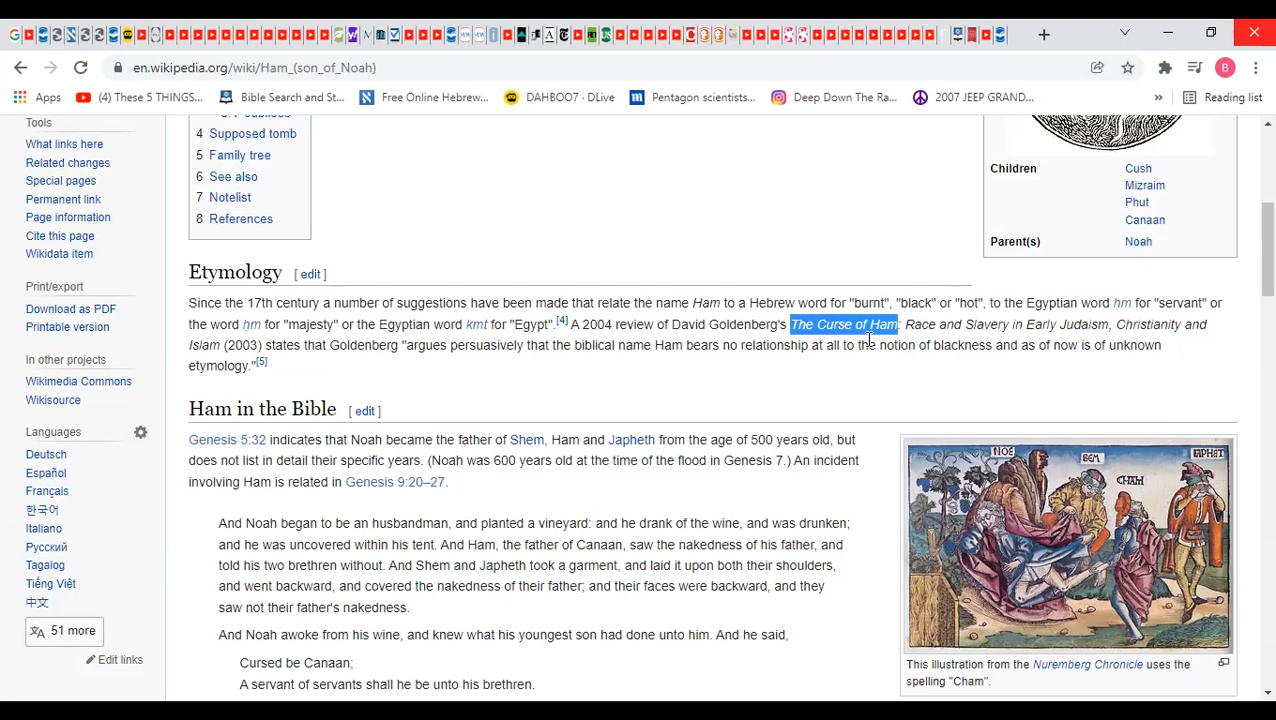 en.wikipedia.org/wiki/Ham_(son_of_Noah)
B
Apps
(4) These 5 THINGS...
Bible Search and St...
Free Online Hebrew...
DAHBOO7 - DLive
Pentagon scientists...
Deep Down The Ra...
2007 JEEP GRAND...
»
Reading list
Tools
What links here
Related changes
Special pages
Permanent link
Page information
Cite this page
Wikidata item
Print/export
Download as PDF
Printable version
In other projects
Wikimedia Commons
Wikisource
Languages
Deutsch
Español
Français
한국어
Italiano
Русский
Tagalog
Tiếng Việt
中文
51 more
Edit links
4 Supposed tomb
5 Family tree
6 See also
7 Notelist
8 References
Children
Cush
Mizraim
Phut
Canaan
Parent(s)
Noah
Etymology [ edit ]
Since the 17th century a number of suggestions have been made that relate the name Ham to a Hebrew word for "burnt", "black" or "hot", to the Egyptian word ḥm for "servant" or
the word ḥm for "majesty" or the Egyptian word kmt for "Egypt".[4] A 2004 review of David Goldenberg's The Curse of Ham: Race and Slavery in Early Judaism, Christianity and
Islam (2003) states that Goldenberg "argues persuasively that the biblical name Ham bears no relationship at all to the notion of blackness and as of now is of unknown
etymology."[5]
Ham in the Bible [ edit ]
Genesis 5:32 indicates that Noah became the father of Shem, Ham and Japheth from the age of 500 years old, but
does not list in detail their specific years. (Noah was 600 years old at the time of the flood in Genesis 7.) An incident
involving Ham is related in Genesis 9:20–27.
And Noah began to be an husbandman, and planted a vineyard: and he drank of the wine, and was drunken;
and he was uncovered within his tent. And Ham, the father of Canaan, saw the nakedness of his father, and
told his two brethren without. And Shem and Japheth took a garment, and laid it upon both their shoulders,
and went backward, and covered the nakedness of their father; and their faces were backward, and they
saw not their father's nakedness.
And Noah awoke from his wine, and knew what his youngest son had done unto him. And he said,
Cursed be Canaan;
A servant of servants shall he be unto his brethren.
NOE
SEM
CHAM
IAPHET
This illustration from the Nuremberg Chronicle uses the
spelling "Cham".